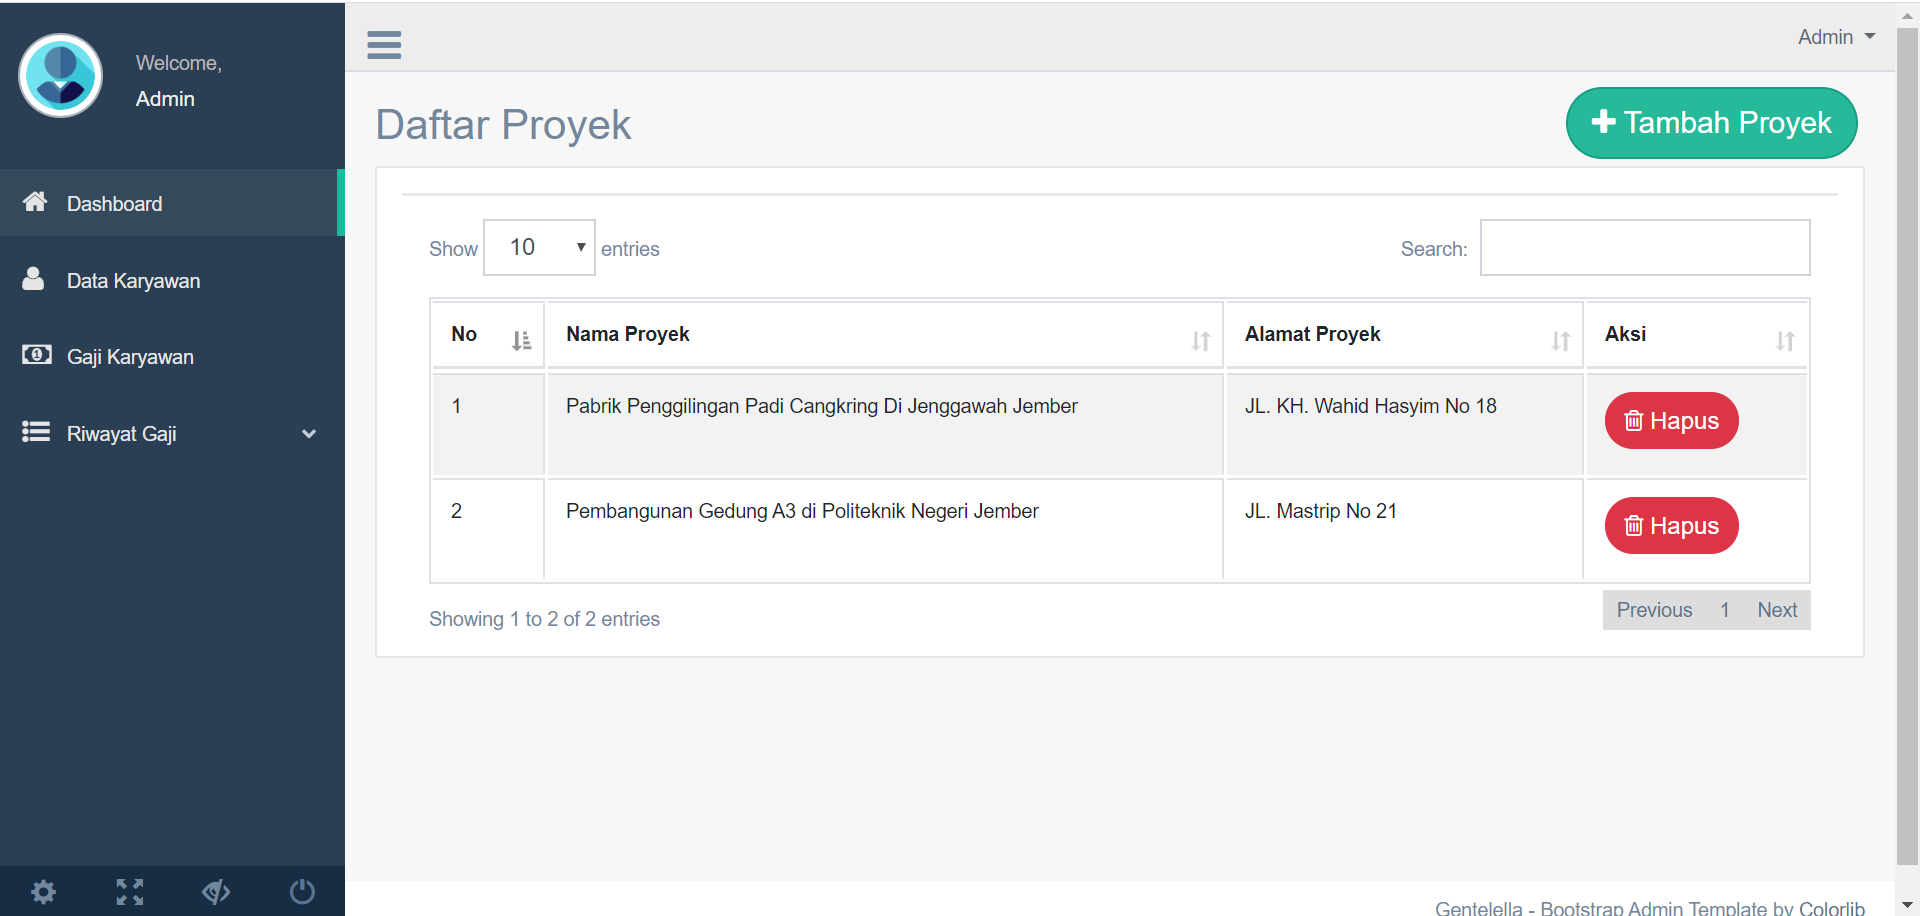 Welcome,
Admin
Dashboard
Data Karyawan
Gaji Karyawan
Riwayat Gaji
Admin
Daftar Proyek
Tambah Proyek
Show 10 entries
Search:
No Nama Proyek Alamat Proyek Aksi
1 Pabrik Penggilingan Padi Cangkring Di Jenggawah Jember JL. KH. Wahid Hasyim No 18 Hapus
2 Pembangunan Gedung A3 di Politeknik Negeri Jember JL. Mastrip No 21 Hapus
Showing 1 to 2 of 2 entries
Previous 1 Next
Gentelella - Bootstrap Admin Template by Colorlib